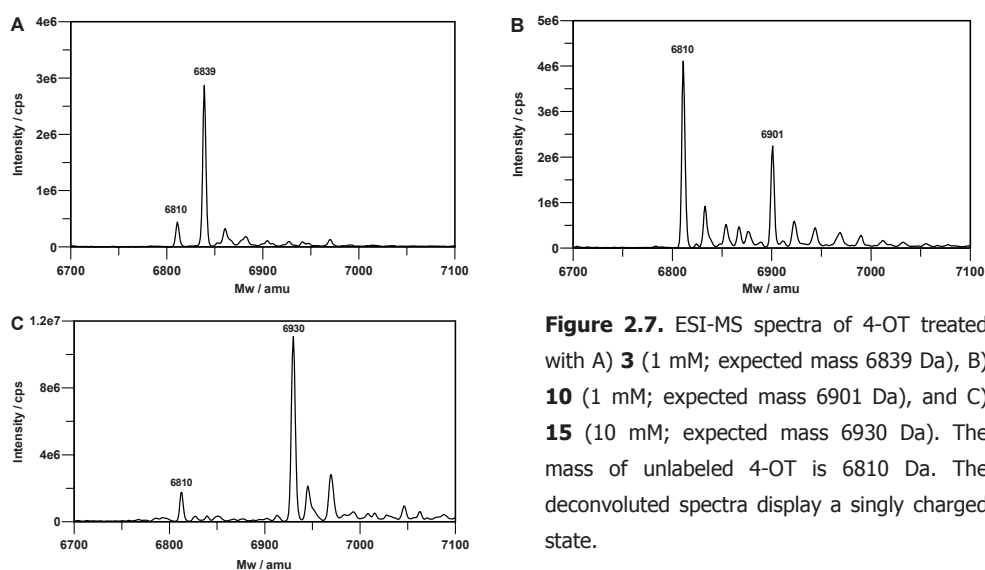 A
4e6
3e6
2e6
1e6
0
Intensity / cps
6839
6810
6700 6800 6900 7000 7100
Mw / amu
B
5e6
4e6
3e6
2e6
1e6
0
Intensity / cps
6810
6901
6700 6800 6900 7000 7100
Mw / amu
C
1.2e7
8e6
4e6
0
Intensity / cps
6930
6810
6700 6800 6900 7000 7100
Mw / amu
Figure 2.7. ESI-MS spectra of 4-OT treated
with A) 3 (1 mM; expected mass 6839 Da), B)
10 (1 mM; expected mass 6901 Da), and C)
15 (10 mM; expected mass 6930 Da). The
mass of unlabeled 4-OT is 6810 Da. The
deconvoluted spectra display a singly charged
state.